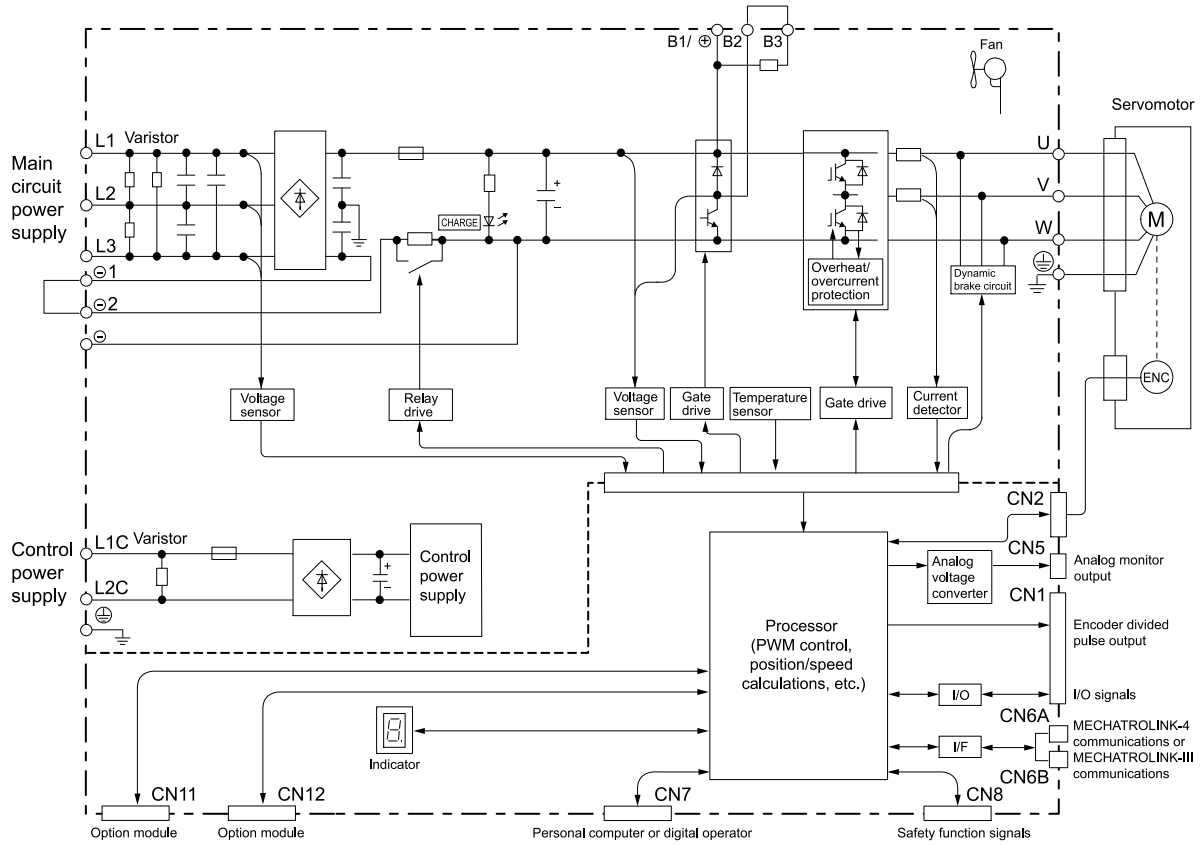 B1/ ⊕ B2 B3
Fan
Servomotor
Main
circuit
power
supply
L1 Varistor
L2
L3
⊖ 1
⊖ 2
⊖
CHARGE
+
–
Overheat/
overcurrent
protection
U
V
W
Dynamic
brake circuit
M
ENC
Voltage
sensor
Relay
drive
Voltage
sensor
Gate
drive
Temperature
sensor
Gate drive
Current
detector
Control
power
supply
L1C Varistor
L2C
+
–
Control
power
supply
Processor
(PWM control,
position/speed
calculations, etc.)
Analog
voltage
converter
CN2
CN5
Analog monitor
output
CN1
Encoder divided
pulse output
I/O
I/O signals
CN6A
I/F
MECHATROLINK-4
communications or
MECHATROLINK-III
communications
CN6B
8.
Indicator
CN11
Option module
CN12
Option module
CN7
Personal computer or digital operator
CN8
Safety function signals